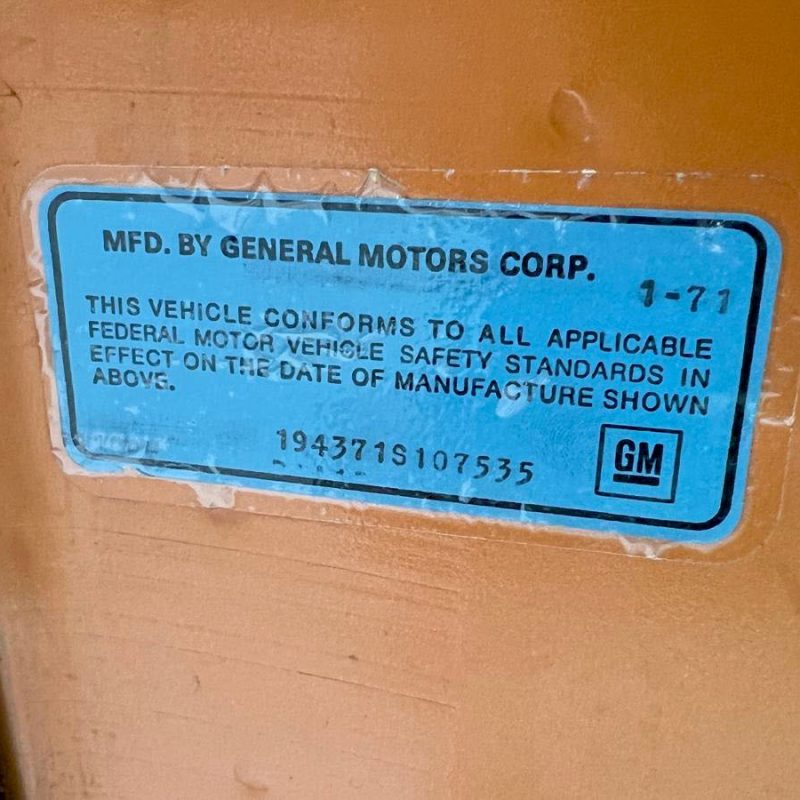 MFD. BY GENERAL MOTORS CORP.
1-71
THIS VEHICLE CONFORMS TO ALL APPLICABLE
FEDERAL MOTOR VEHICLE SAFETY STANDARDS IN
EFFECT ON THE DATE OF MANUFACTURE SHOWN
ABOVE.
194371S107535
GM